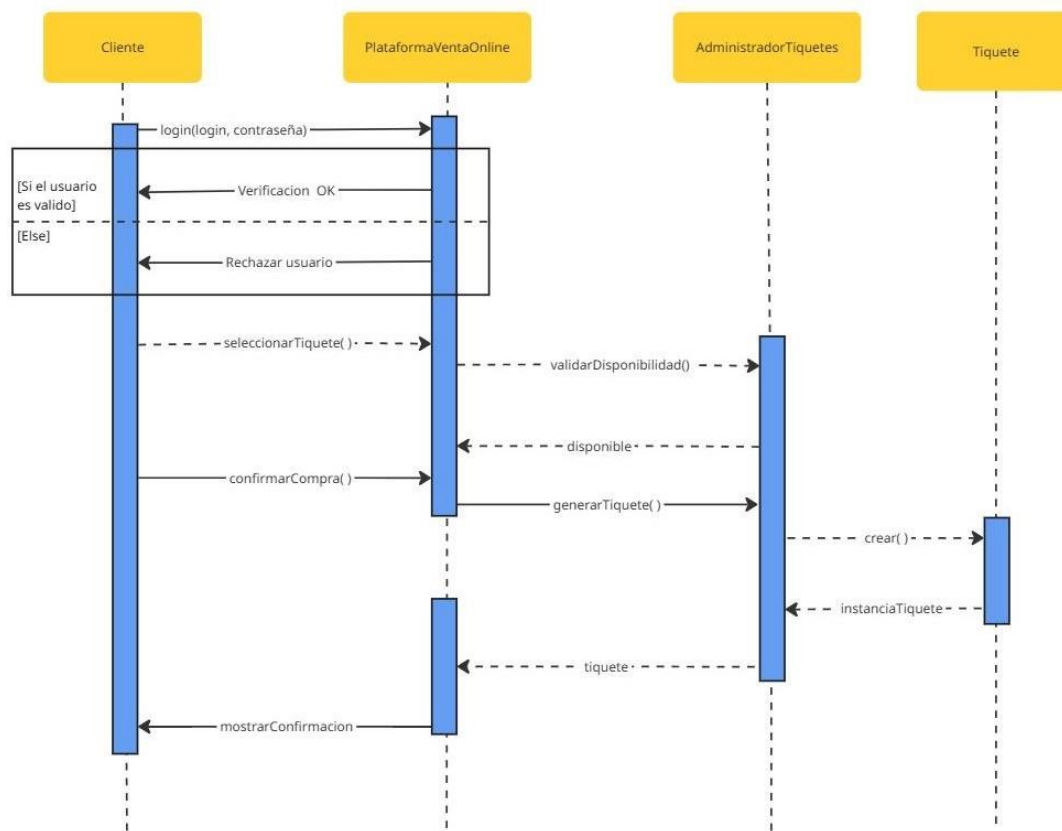 Cliente
PlataformaVentaOnline
AdministradorTiquetes
Tiquete
login(login, contraseña)
[Si el usuario
es valido]
Verificacion  OK
[Else]
Rechazar usuario
seleccionarTiquete( )
validarDisponibilidad()
disponible
confirmarCompra( )
generarTiquete( )
crear( )
instanciaTiquete
tiquete
mostrarConfirmacion